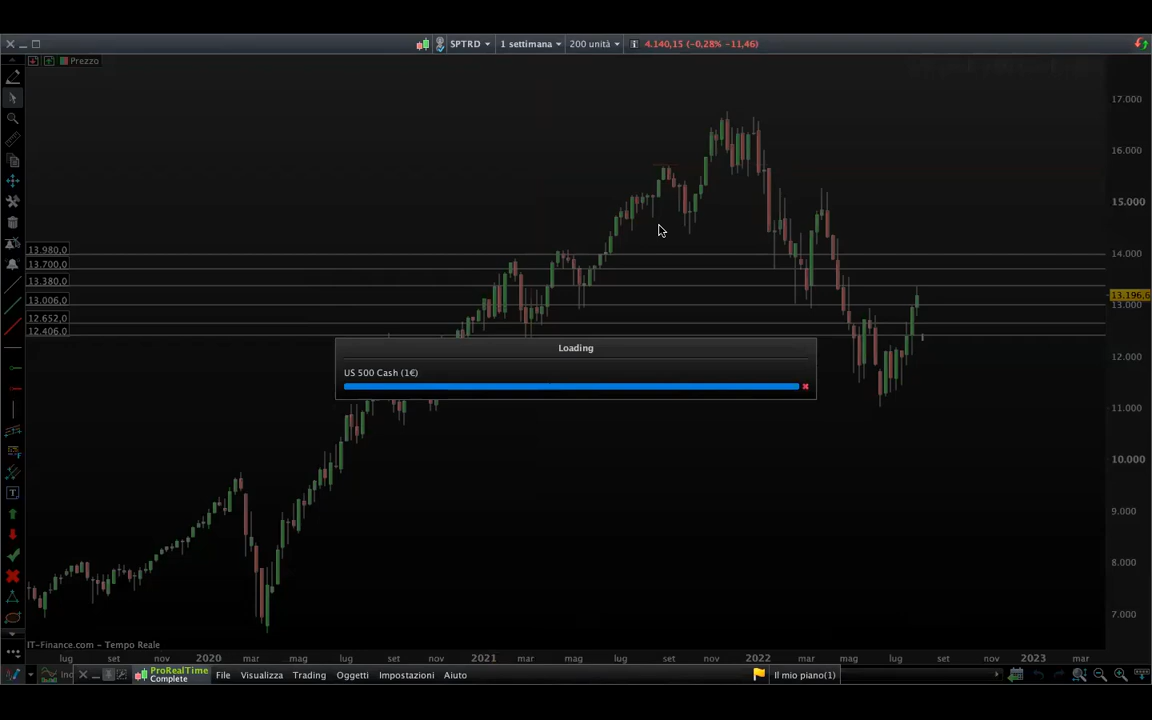 SPTRD 1 settimana 200 unità 4.140,15 (-0,28% -11,46)
Prezzo
17.000
16.000
15.000
14.000
13.000
12.000
11.000
10.000
9.000
8.000
7.000
13.196,6
13.980,0
13.700,0
13.380,0
13.006,0
12.652,0
12.406,0
Loading
US 500 Cash (1€)
IT-Finance.com - Tempo Reale
lug set nov 2020 mar mag lug set nov 2021 mar mag lug set nov 2022 mar mag lug set nov 2023 mar
ProRealTime
Complete
File Visualizza Trading Oggetti Impostazioni Aiuto Il mio piano(1)